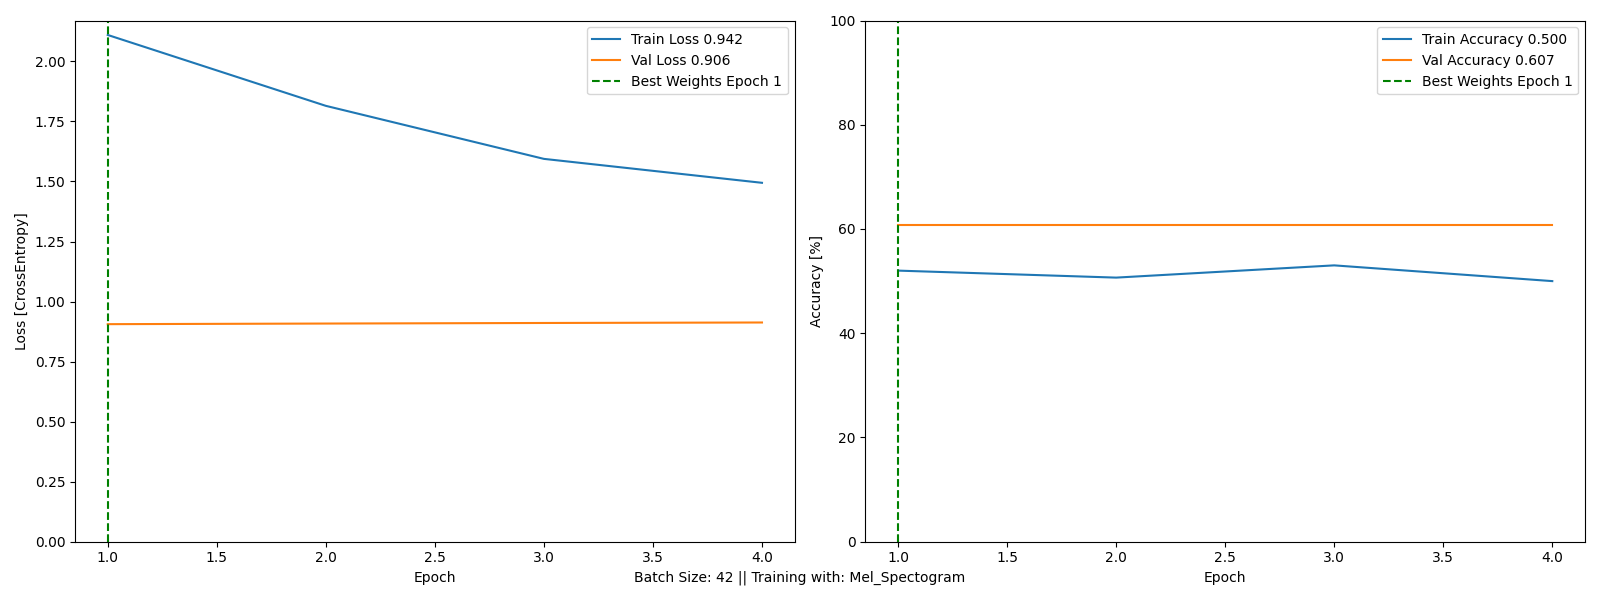 Train Loss 0.942
Val Loss 0.906
Best Weights Epoch 1
Loss [CrossEntropy]
2.00
1.75
1.50
1.25
1.00
0.75
0.50
0.25
0.00
1.0 1.5 2.0 2.5 3.0 3.5 4.0
Epoch
Train Accuracy 0.500
Val Accuracy 0.607
Best Weights Epoch 1
Accuracy [%]
100
80
60
40
20
0
1.0 1.5 2.0 2.5 3.0 3.5 4.0
Epoch
Batch Size: 42 || Training with: Mel_Spectogram